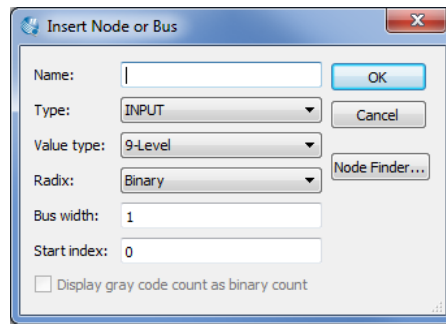 Insert Node or Bus
Name:
OK
Type: INPUT
Cancel
Value type: 9-Level
Node Finder...
Radix: Binary
Bus width: 1
Start index: 0
Display gray code count as binary count